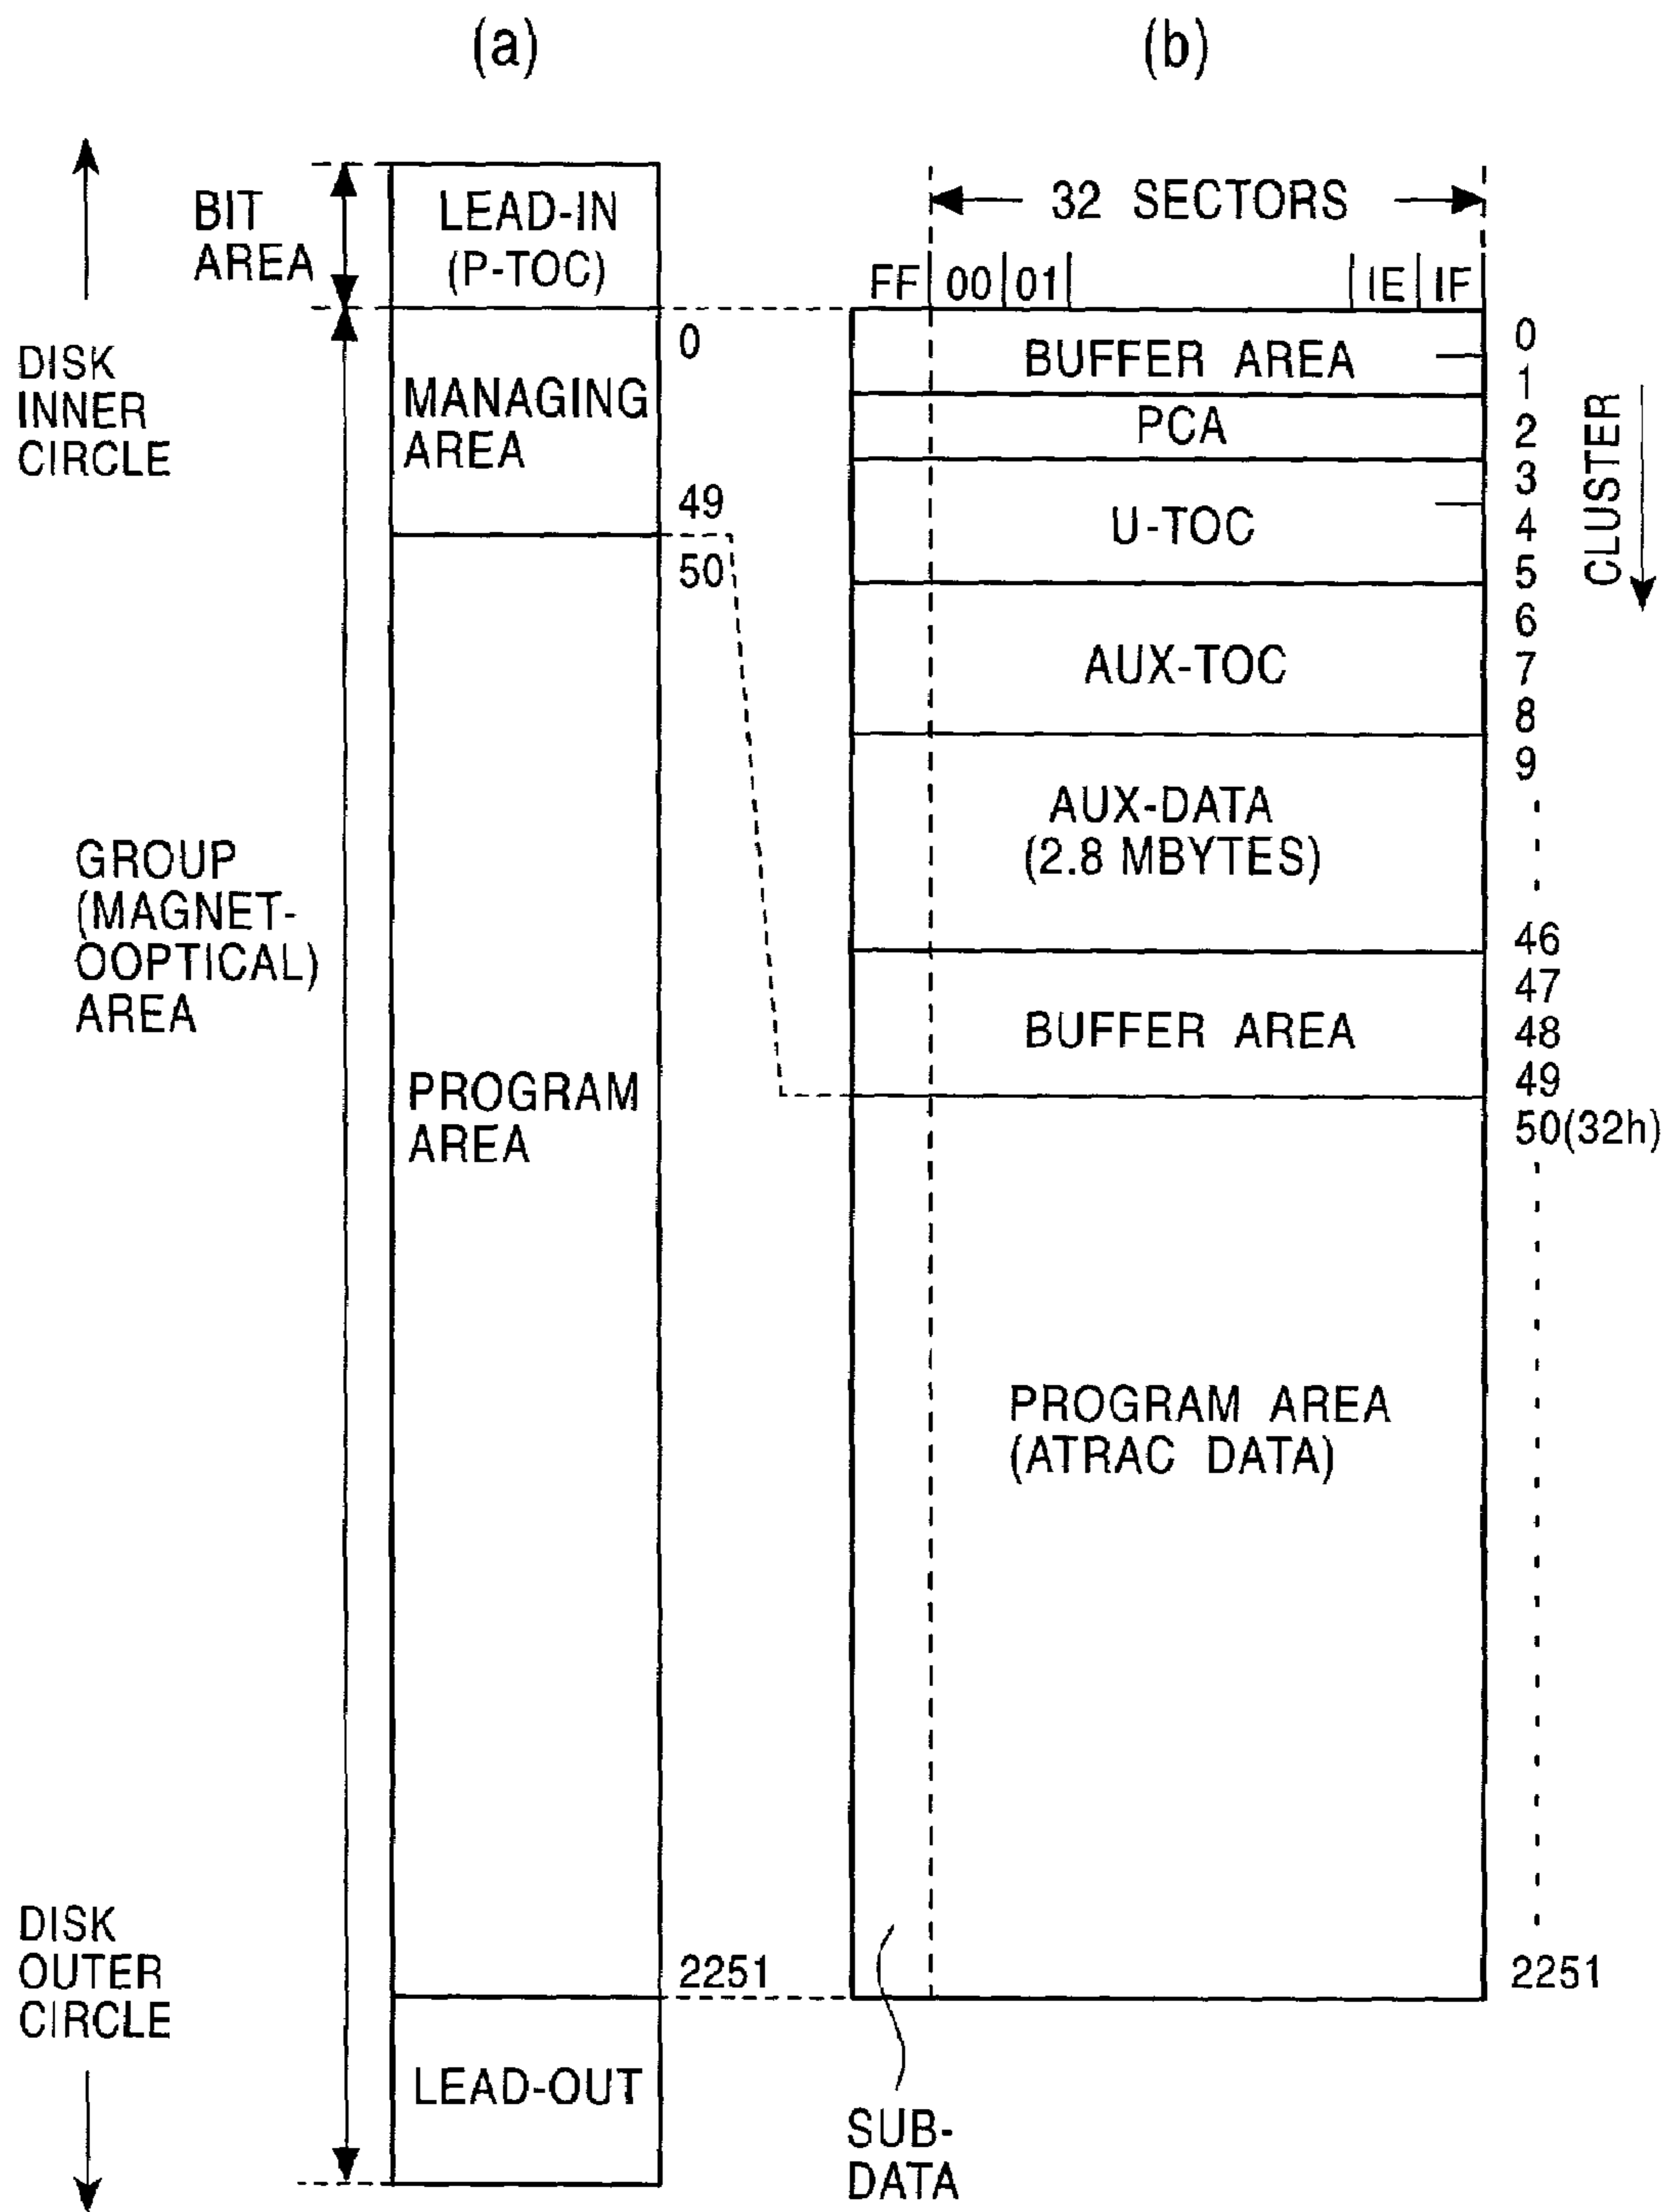 (a)
(b)
BIT
AREA
LEAD-IN
(P-TOC)
32 SECTORS
FF 00 01 IE IF
DISK
INNER
CIRCLE
0
MANAGING
AREA
49
50
GROUP
(MAGNET-
OOPTICAL)
AREA
PROGRAM
AREA
2251
DISK
OUTER
CIRCLE
LEAD-OUT
BUFFER AREA
PCA
U-TOC
AUX-TOC
AUX-DATA
(2.8 MBYTES)
BUFFER AREA
PROGRAM AREA
(ATRAC DATA)
SUB-
DATA
0
1
2
3
4
5
6
7
8
9
46
47
48
49
50(32h)
2251
CLUSTER